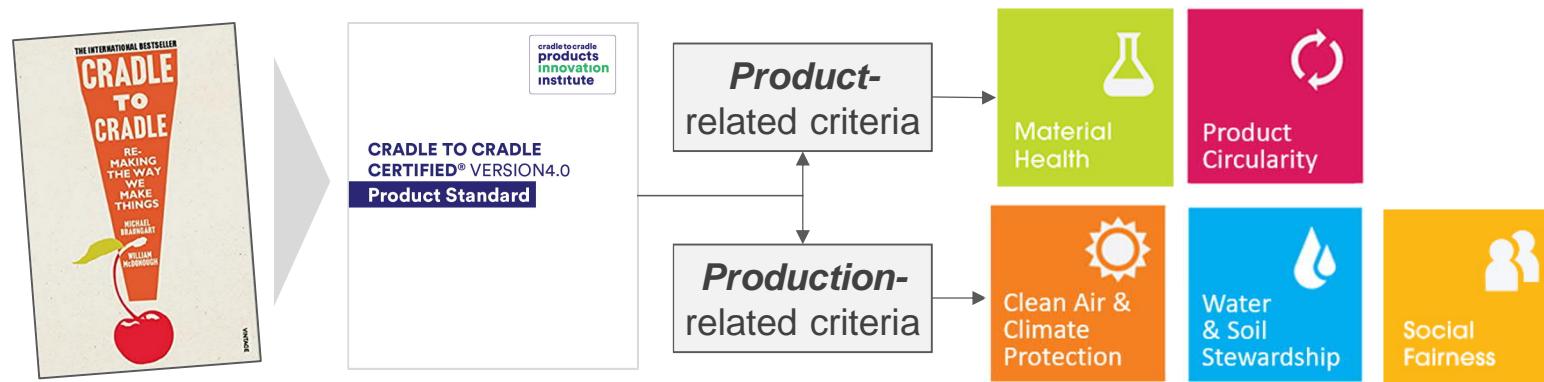 THE INTERNATIONAL BESTSELLER
CRADLE
TO
CRADLE
RE-
MAKING
THE WAY
WE
MAKE
THINGS
MICHAEL
BRAUNGART
WILLIAM
McDONOUGH
VINTAGE
cradletocradle
products
innovation
institute
CRADLE TO CRADLE
CERTIFIED® VERSION4.0
Product Standard
Product-
related criteria
Production-
related criteria
Material
Health
Product
Circularity
Clean Air &
Climate
Protection
Water
& Soil
Stewardship
Social
Fairness